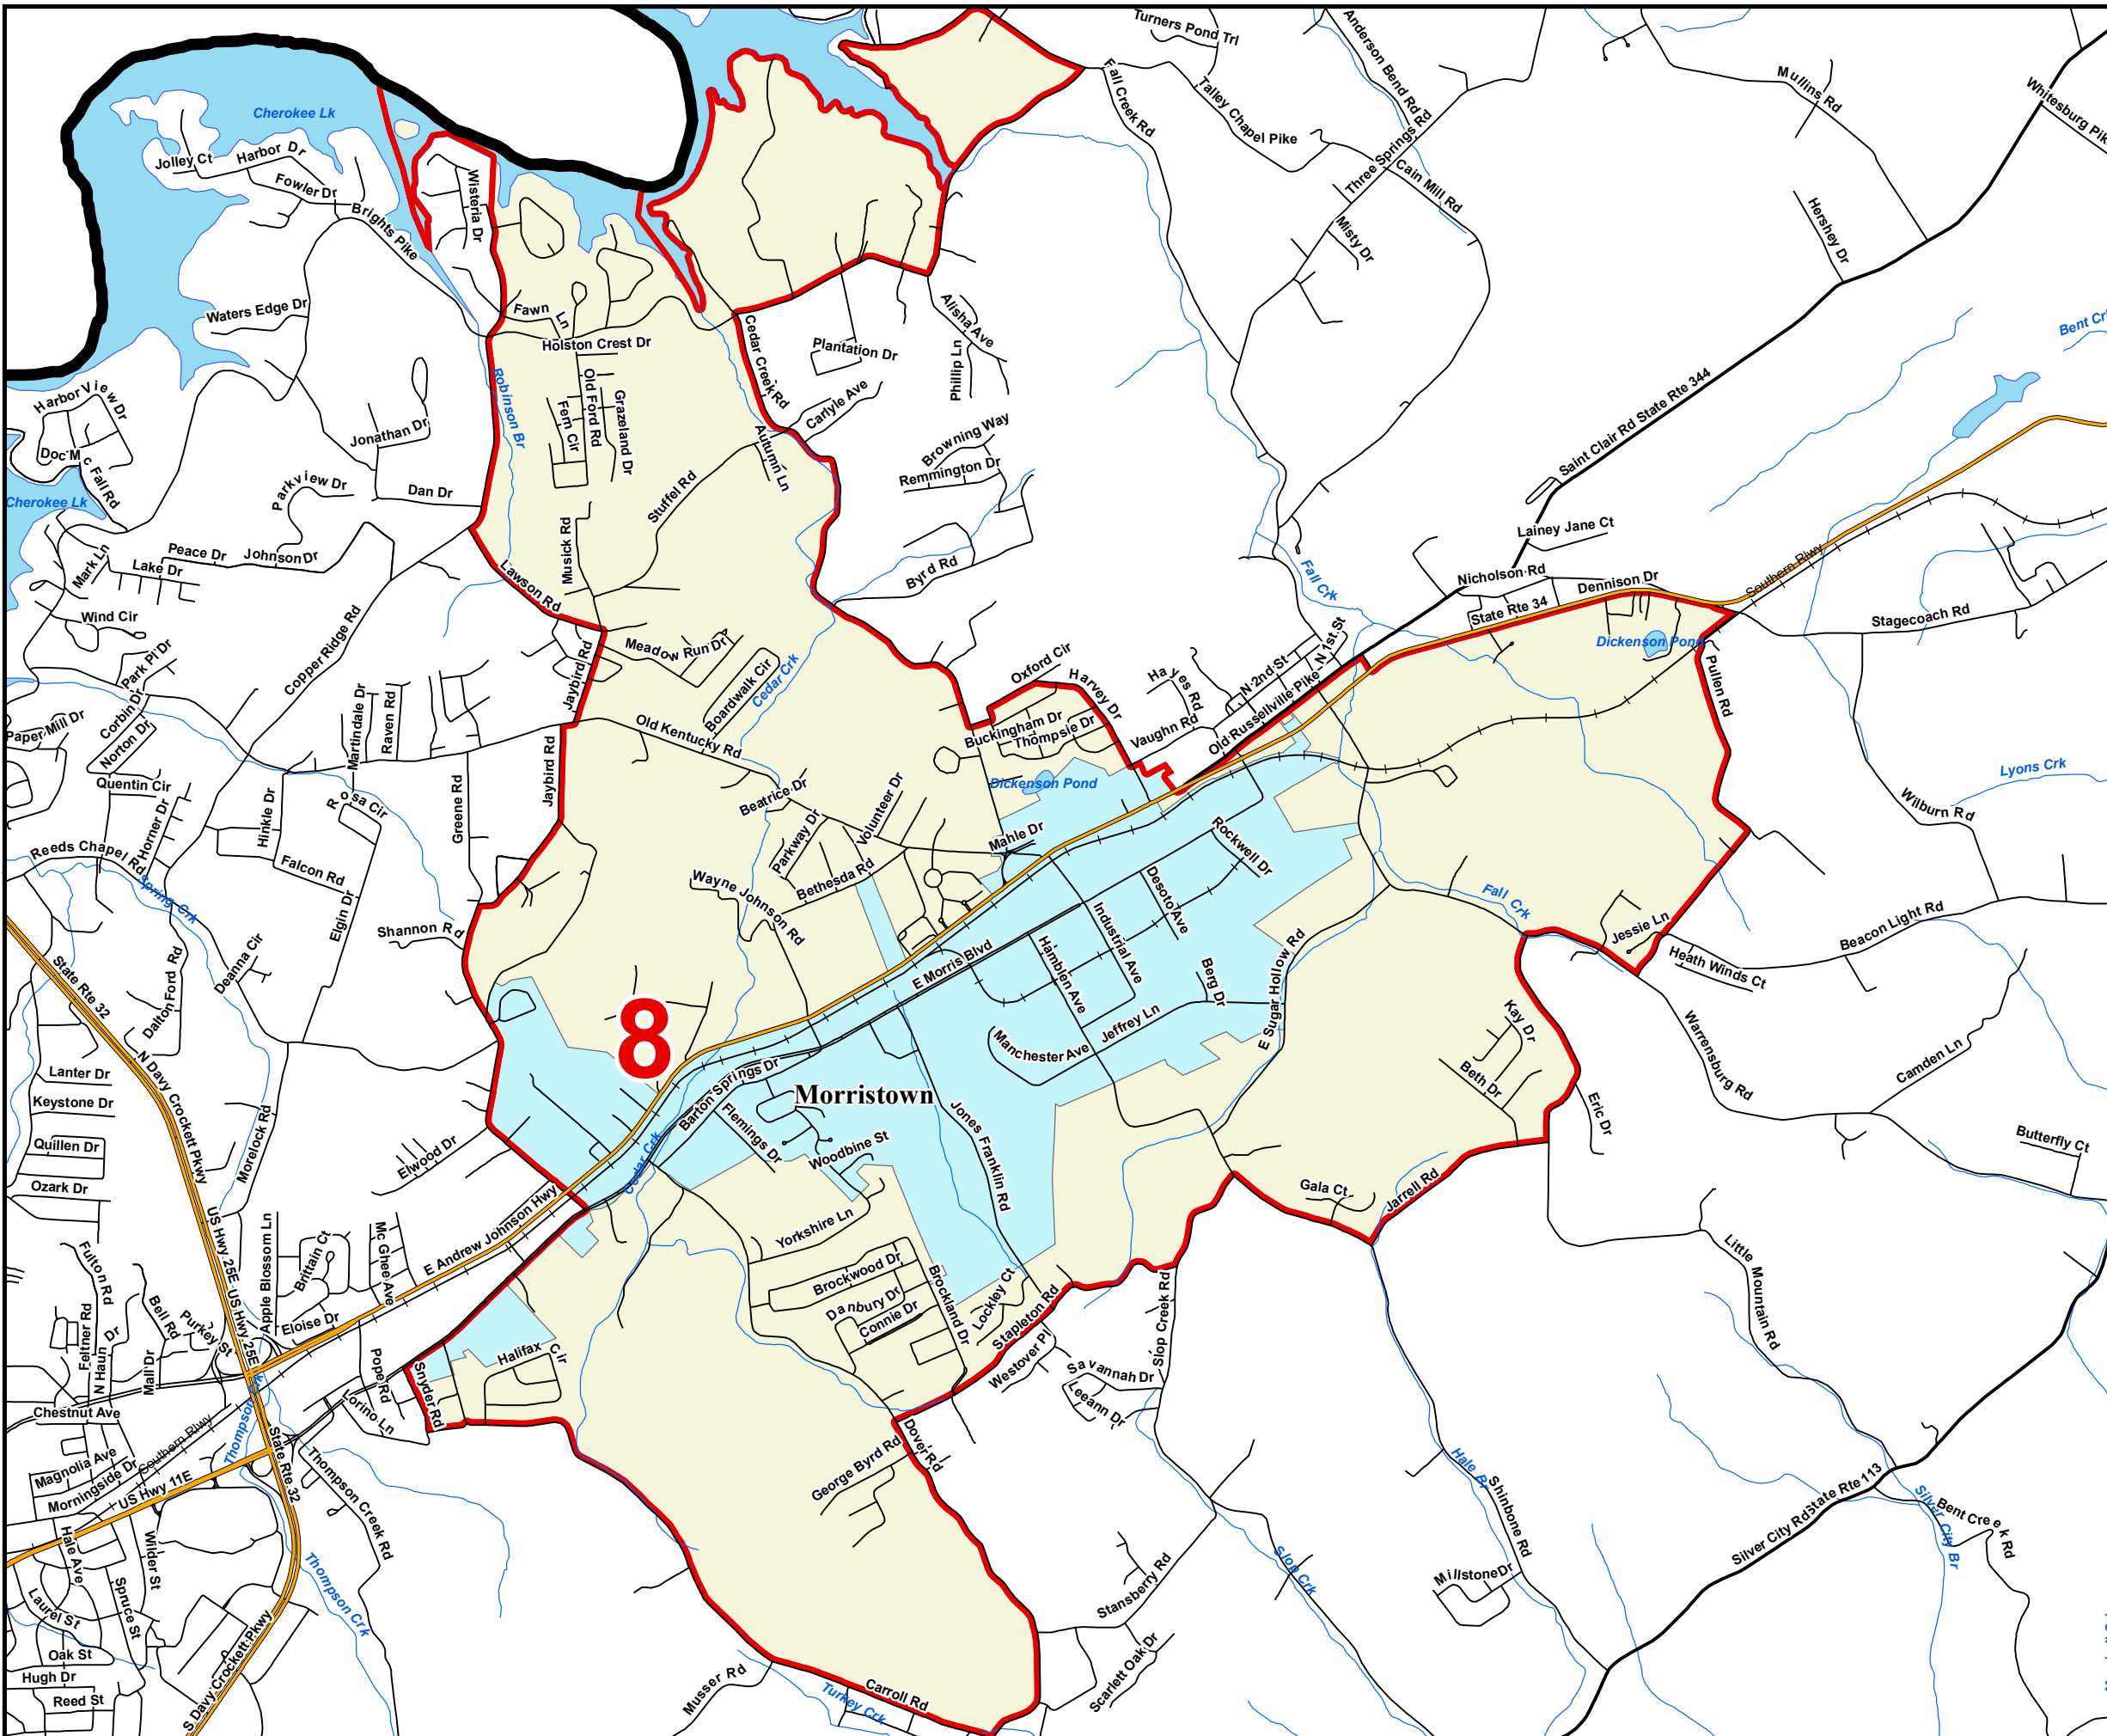 Turners Pond Trl
Anderson Bend Rd
Fall Creek Rd
Talley Chapel Pike
Three Springs Rd
Cain Mill Rd
Misty Dr
Mullins Rd
Whitesburg Pik
Hershey Dr
Cherokee Lk
Jolley Ct
Harbor Dr
Fowler Dr
Brights Pike
Wisteria Dr
Waters Edge Dr
Fawn Ln
Holston Crest Dr
Cedar Creek Rd
Plantation Dr
Alisha Ave
Phillip Ln
Carlyle Ave
Bent Cr
Harbor View Dr
Doc Mc Fall Rd
Cherokee Lk
Jonathan Dr
Parkview Dr
Dan Dr
Robinson Br
Fern Cir
Old Ford Rd
Grazeland Dr
Autumn Ln
Stuffel Rd
Musick Rd
Browning Way
Remmington Dr
Byrd Rd
Saint Clair Rd State Rte 344
Lainey Jane Ct
Nicholson Rd
Dennison Dr
Southern Rlwy
State Rte 34
Stagecoach Rd
Fall Crk
Dickenson Pond
Pullen Rd
Mark Ln
Peace Dr
Johnson Dr
Lake Dr
Wind Cir
Park Pl Dr
Corbin Dr
Norton Dr
Paper Mill Dr
Quentin Cir
Copper Ridge Rd
Lawson Rd
Jaybird Rd
Meadow Run Dr
Boardwalk Cir
Cedar Crk
Old Kentucky Rd
Oxford Cir
Harvey Dr
Buckingham Dr
Thompsie Dr
Hayes Rd
Vaughn Rd
N 2nd St
N 1st St
Old Russellville Pike
Dickenson Pond
Martindale Dr
Raven Rd
Rosa Cir
Greene Rd
Jaybird Rd
Hinkle Dr
Horner Dr
Reeds Chapel Rd
Spring Crk
Falcon Rd
Elgin Dr
Shannon Rd
Beatrice Dr
Parkway Dr
Volunteer Dr
Bethesda Rd
Wayne Johnson Rd
Mahle Dr
Rockwell Dr
Desoto Ave
Industrial Ave
Hamblen Ave
E Morris Blvd
Berg Dr
Jeffrey Ln
Manchester Ave
E Sugar Hollow Rd
Fall Crk
Jessie Ln
Heath Winds Ct
Beacon Light Rd
Wilburn Rd
Lyons Crk
State Rte 32
Dalton Ford Rd
Deanna Cir
N Davy Crockett Pkwy
Lanter Dr
Keystone Dr
Quillen Dr
Ozark Dr
Morelock Rd
Elwood Dr
8
Morristown
Barton Springs Dr
Flemings Dr
Woodbine St
Cedar Crk
Jones Franklin Rd
Kay Dr
Beth Dr
Eric Dr
Warrensburg Rd
Camden Ln
Butterfly Ct
Gala Ct
Jarrell Rd
Little Mountain Rd
US Hwy 25E
US Hwy 25E
Apple Blossom Ln
Brittain Ct
Mc Ghee Ave
E Andrew Johnson Hwy
Eloise Dr
Fulton Rd
Feltner Rd
N Haun Dr
Bell Rd
Purkey St
Mall Dr
Pope Rd
Lorino Ln
Snyder Rd
Halifax Cir
Yorkshire Ln
Brockwood Dr
Danbury Dr
Connie Dr
Brockland Dr
Lockley Ct
Stapleton Rd
Westover Pl
Savannah Dr
Leeann Dr
Slop Creek Rd
Chestnut Ave
Magnolia Ave
Morningside Dr
Southern Rlwy
US Hwy 11E
Thompson Crk
State Rte 32
Thompson Creek Rd
Thompson Crk
Hale Ave
Wilder St
Spruce St
Laurel St
Oak St
Hugh Dr
Reed St
S Davy Crockett Pkwy
Dover Rd
George Byrd Rd
Musser Rd
Carroll Rd
Turkey Crk
Stansberry Rd
Scarlett Oak Dr
Slop Crk
Hale Br
Shinbone Rd
Millstone Dr
Silver City Rd
State Rte 113
Silver City Br
Bent Creek Rd